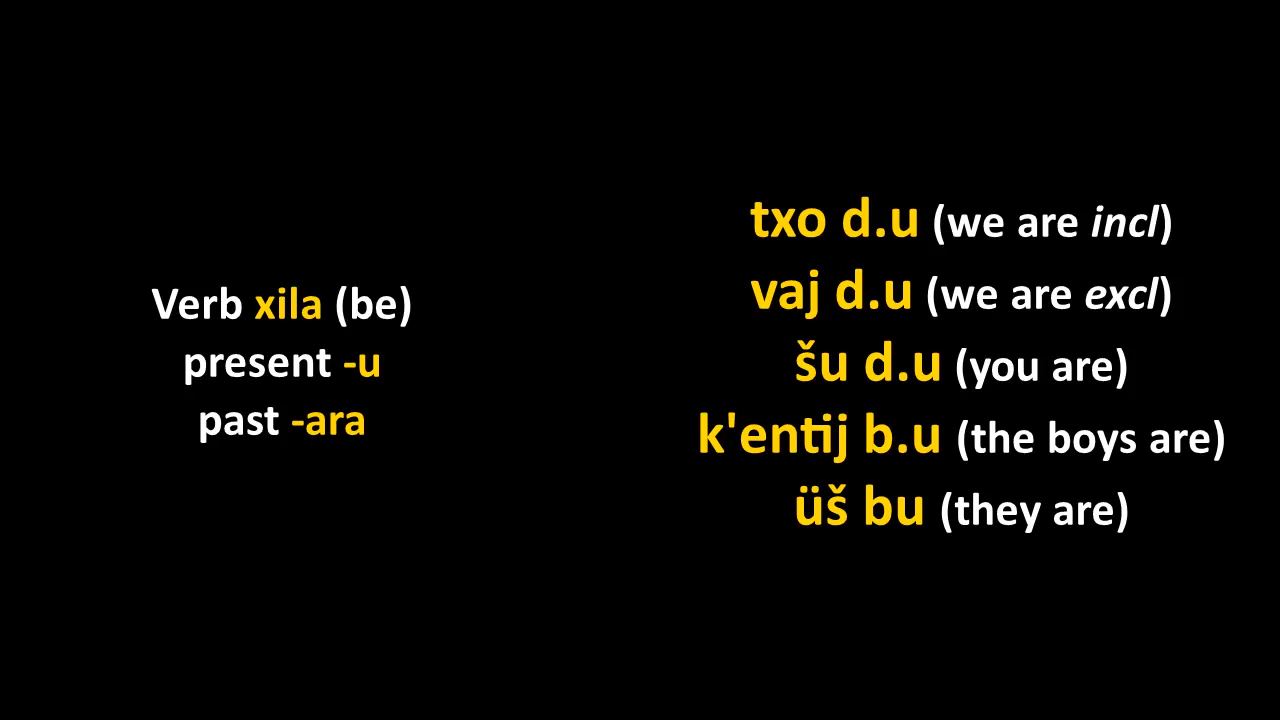 Verb xila (be)
present -u
past -ara
txo d.u (we are incl)
vaj d.u (we are excl)
šu d.u (you are)
k'entij b.u (the boys are)
üš bu (they are)